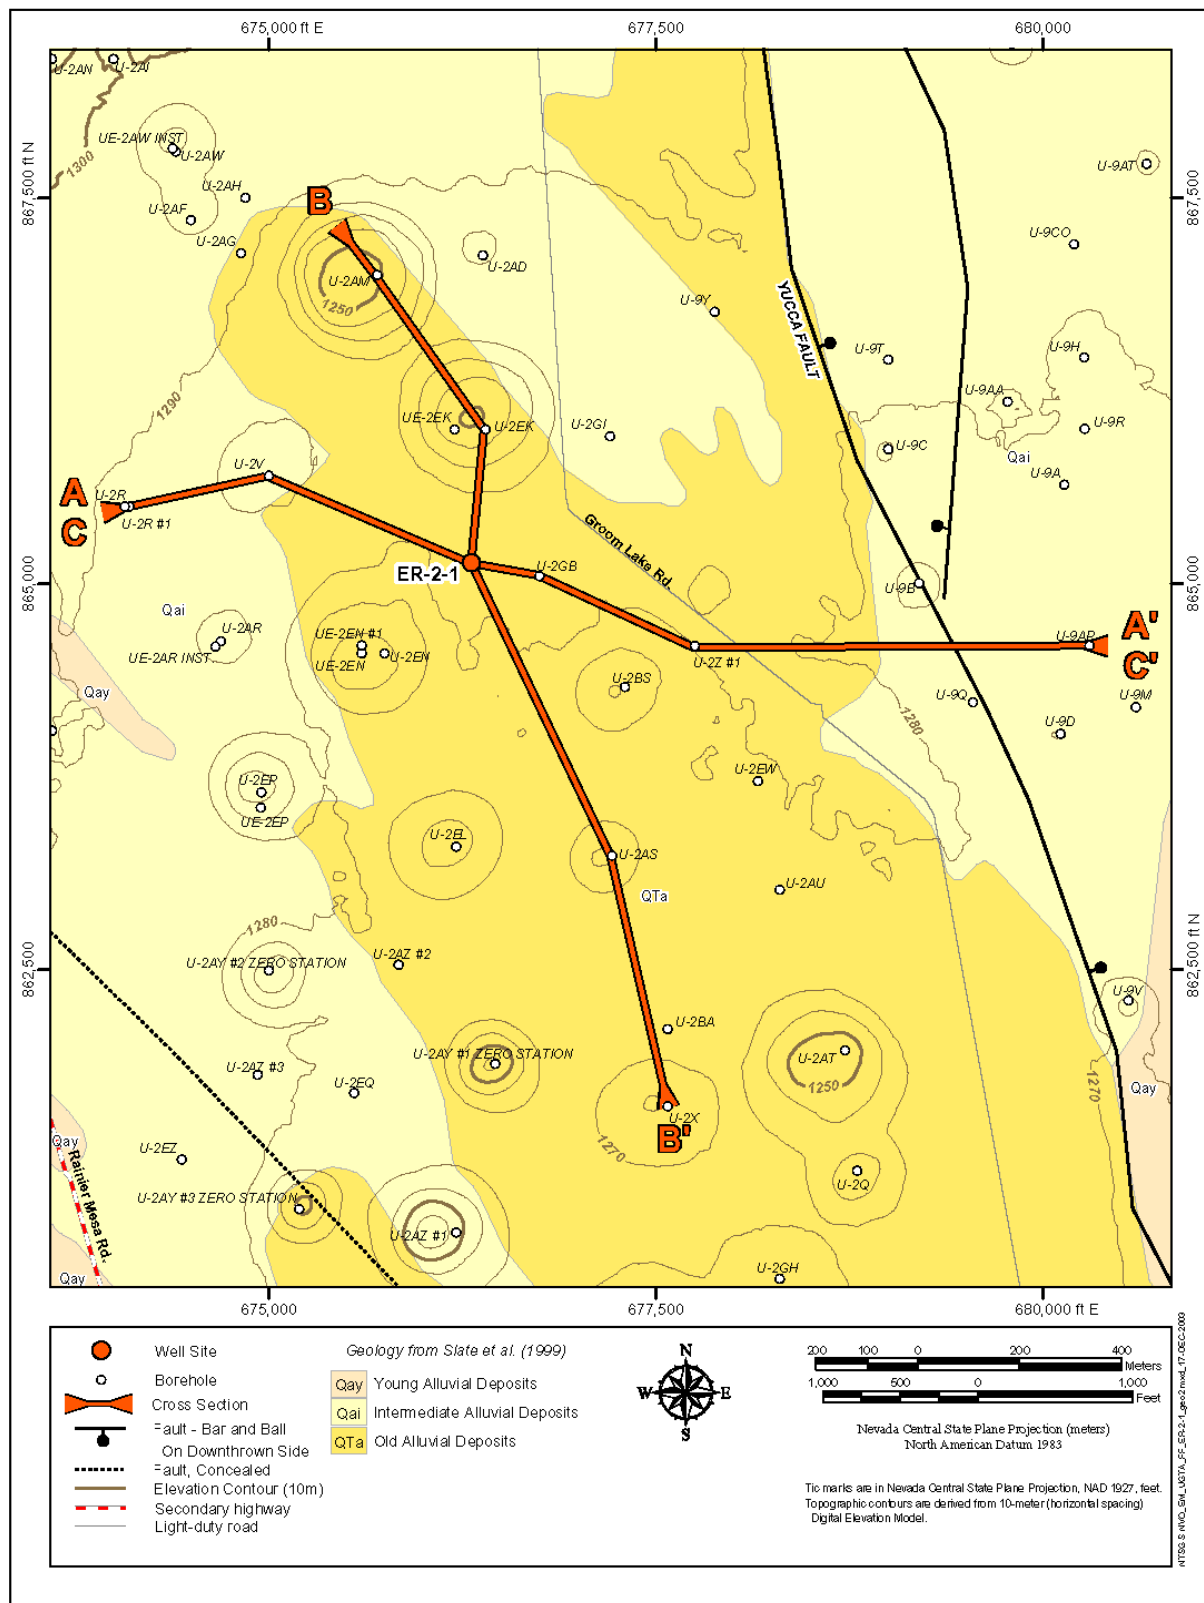 675,000 ft E
677,500
680,000
U-2AN
U-2AI
UE-2AW INST
U-2AW
1300
U-9AT
867,500 ft N
867,500
U-2AH
U-2AF
B
U-2AG
U-9CO
U-2AD
U-2AM
1250
U-9Y
YUCCA FAULT
U-9T
U-9H
1290
U-9AA
UE-2EK
U-2EK
U-2GI
U-9C
U-9R
Qai
U-2V
U-9A
A
C
U-2R
U-2R #1
Groom Lake Rd.
ER-2-1
U-2GB
865,000
865,000
U-9B
Qai
U-2AR
UE-2AR INST
UE-2EN #1
UE-2EN
U-2EN
U-2Z #1
U-9AP
A'
C'
Qay
U-2BS
U-9Q
U-9M
1280
U-9D
U-2EP
UE-2EP
U-2EW
U-2EL
U-2AS
QTa
U-2AU
1280
U-2AY #2 ZERO STATION
U-2AZ #2
862,500
862,500 ft N
U-9V
U-2BA
U-2AY #1 ZERO STATION
U-2AT
1250
U-2AZ #3
U-2EQ
1270
Qay
U-2X
B'
1270
Qay
U-2EZ
Rainier Mesa Rd.
U-2Q
U-2AY #3 ZERO STATION
U-2AZ #1
Qay
U-2GH
675,000
677,500
680,000 ft E
Well Site
Borehole
Cross Section
Fault - Bar and Ball
On Downthrown Side
Fault, Concealed
Elevation Contour (10m)
Secondary highway
Light-duty road
Geology from Slate et al. (1999)
Qay Young Alluvial Deposits
Qai Intermediate Alluvial Deposits
QTa Old Alluvial Deposits
N
W E
S
200 100 0 200 400
Meters
1,000 500 0 1,000
Feet
Nevada Central State Plane Projection (meters)
North American Datum 1983
Tic marks are in Nevada Central State Plane Projection, NAD 1927, feet.
Topographic contours are derived from 10-meter (horizontal spacing)
Digital Elevation Model.